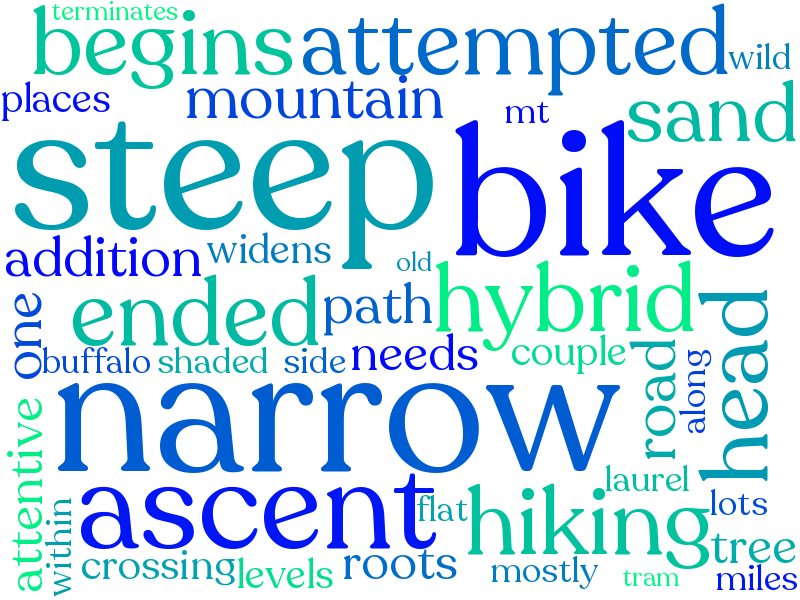 terminates
begins
attempted
wild
places
mountain
mt
sand
steep
bike
addition
widens
old
one
ended
path
hybrid
head
buffalo
shaded
side
needs
couple
road
along
narrow
attentive
within
ascent
flat
hiking
laurel
lots
crossing
levels
roots
mostly
tram
tree
miles